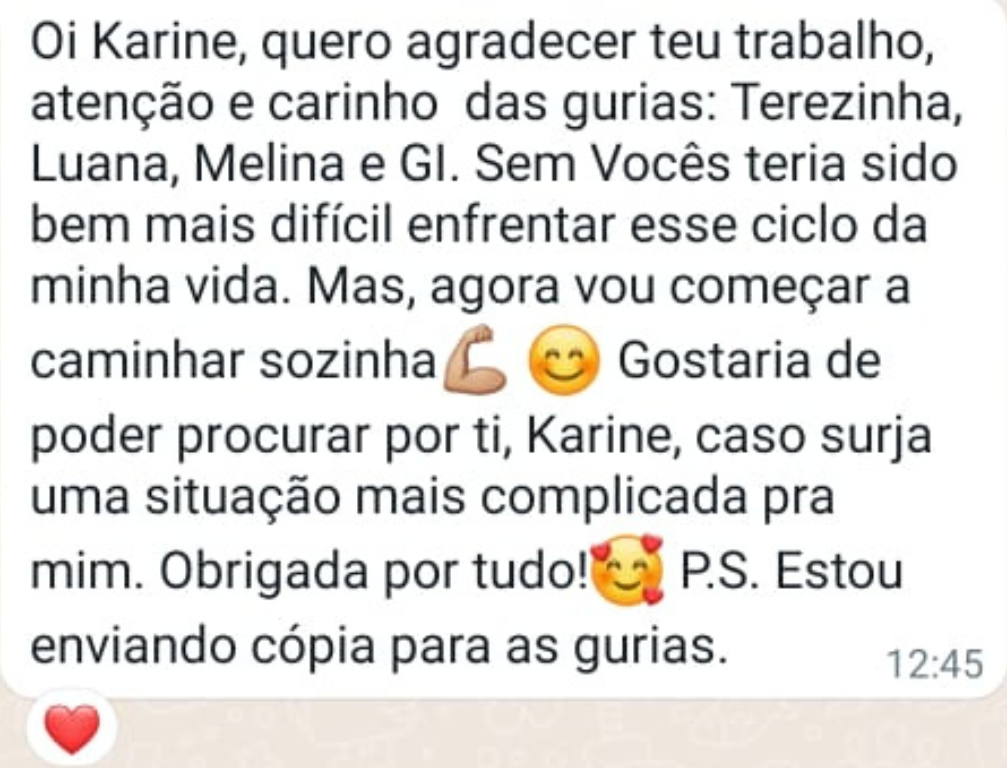 Oi Karine, quero agradecer teu trabalho,
atenção e carinho  das gurias: Terezinha,
Luana, Melina e GI. Sem Vocês teria sido
bem mais difícil enfrentar esse ciclo da
minha vida. Mas, agora vou começar a
caminhar sozinha💪🏼 😊 Gostaria de
poder procurar por ti, Karine, caso surja
uma situação mais complicada pra
mim. Obrigada por tudo!🥰 P.S. Estou
enviando cópia para as gurias.
12:45
❤️